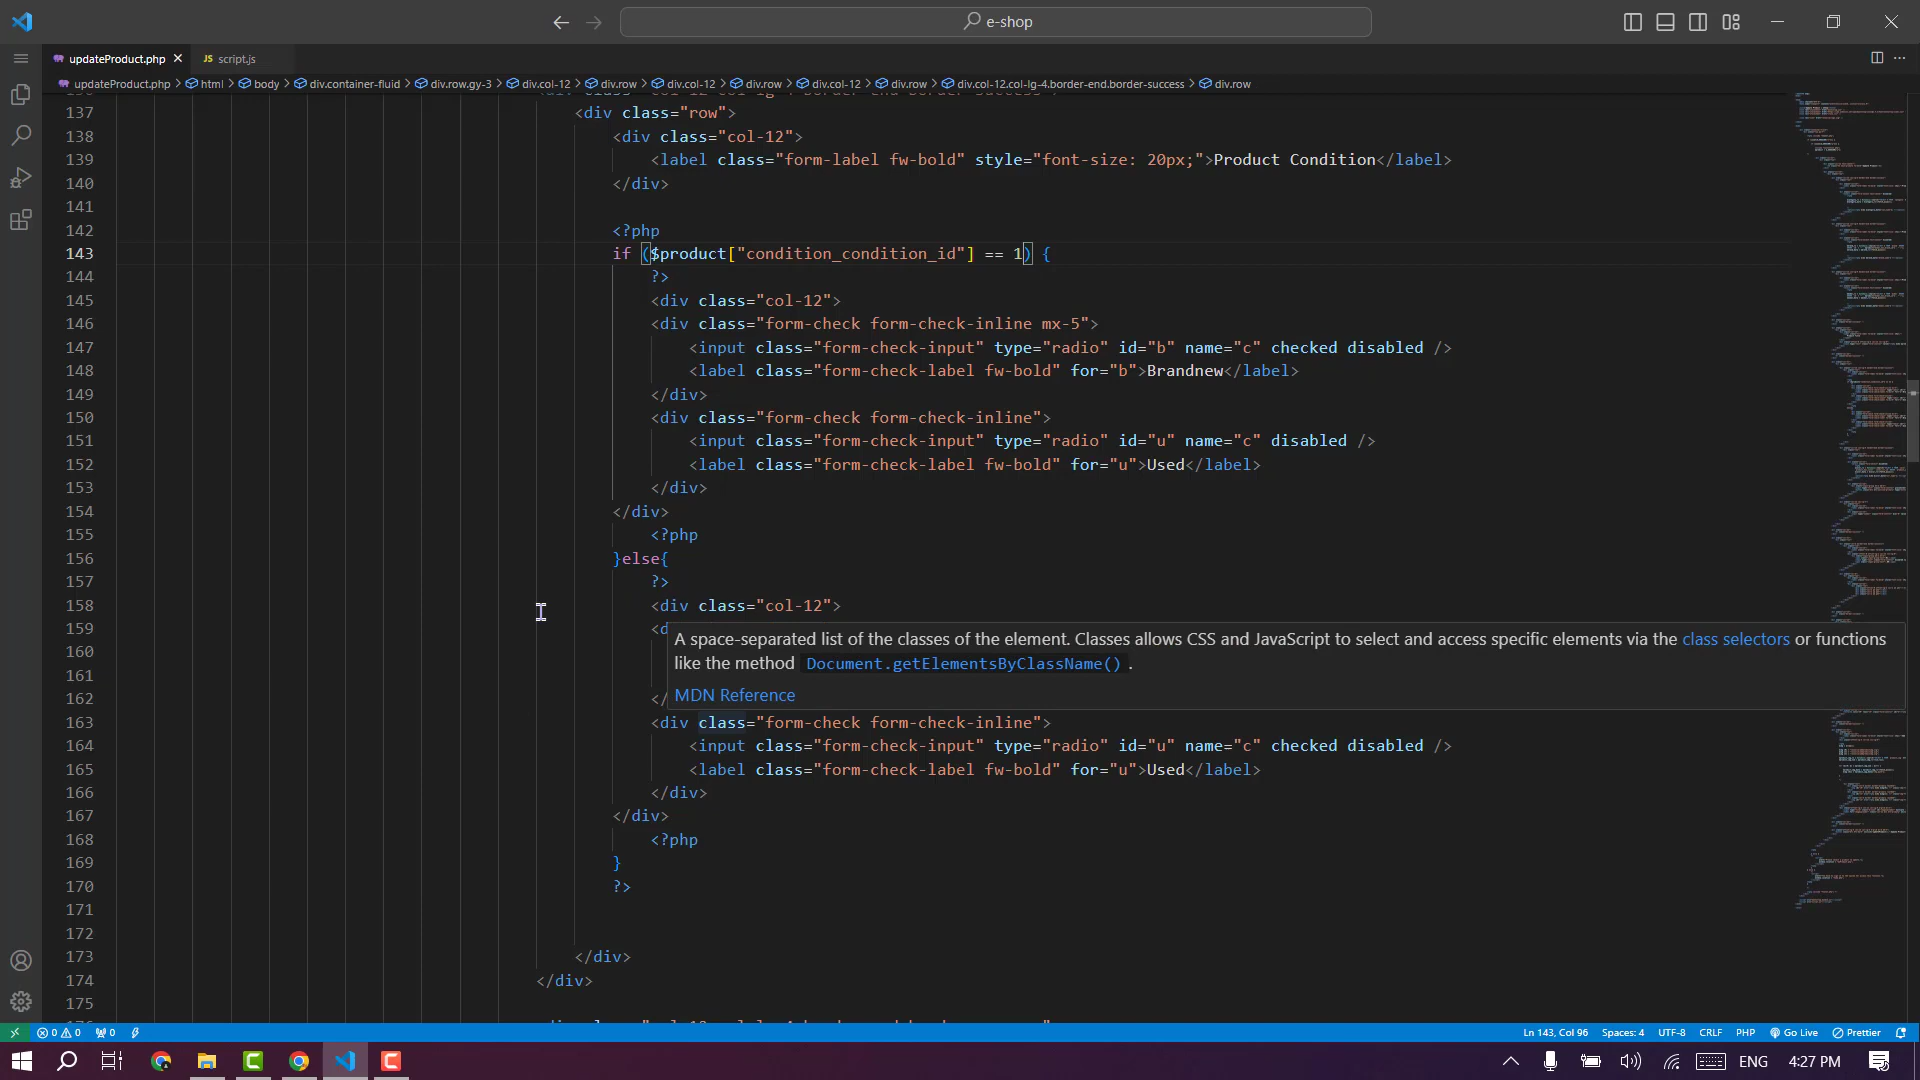 e-shop
updateProduct.php
JS script.js
updateProduct.php > html > body > div.container-fluid > div.row.gy-3 > div.col-12 > div.row > div.col-12 > div.row > div.col-12 > div.row > div.col-12.col-lg-4.border-end.border-success > div.row
137 <div class="row">
138 <div class="col-12">
139 <label class="form-label fw-bold" style="font-size: 20px;">Product Condition</label>
140 </div>
141
142 <?php
143 if ($product["condition_condition_id"] == 1) {
144 ?>
145 <div class="col-12">
146 <div class="form-check form-check-inline mx-5">
147 <input class="form-check-input" type="radio" id="b" name="c" checked disabled />
148 <label class="form-check-label fw-bold" for="b">Brandnew</label>
149 </div>
150 <div class="form-check form-check-inline">
151 <input class="form-check-input" type="radio" id="u" name="c" disabled />
152 <label class="form-check-label fw-bold" for="u">Used</label>
153 </div>
154 </div>
155 <?php
156 }else{
157 ?>
158 <div class="col-12">
159 <d
A space-separated list of the classes of the element. Classes allows CSS and JavaScript to select and access specific elements via the class selectors or functions
160
like the method Document.getElementsByClassName() .
161
162 </
MDN Reference
163 <div class="form-check form-check-inline">
164 <input class="form-check-input" type="radio" id="u" name="c" checked disabled />
165 <label class="form-check-label fw-bold" for="u">Used</label>
166 </div>
167 </div>
168 <?php
169 }
170 ?>
171
172
173 </div>
174 </div>
175
0 0 0 Ln 143, Col 96 Spaces: 4 UTF-8 CRLF PHP Go Live Prettier
ENG 4:27 PM